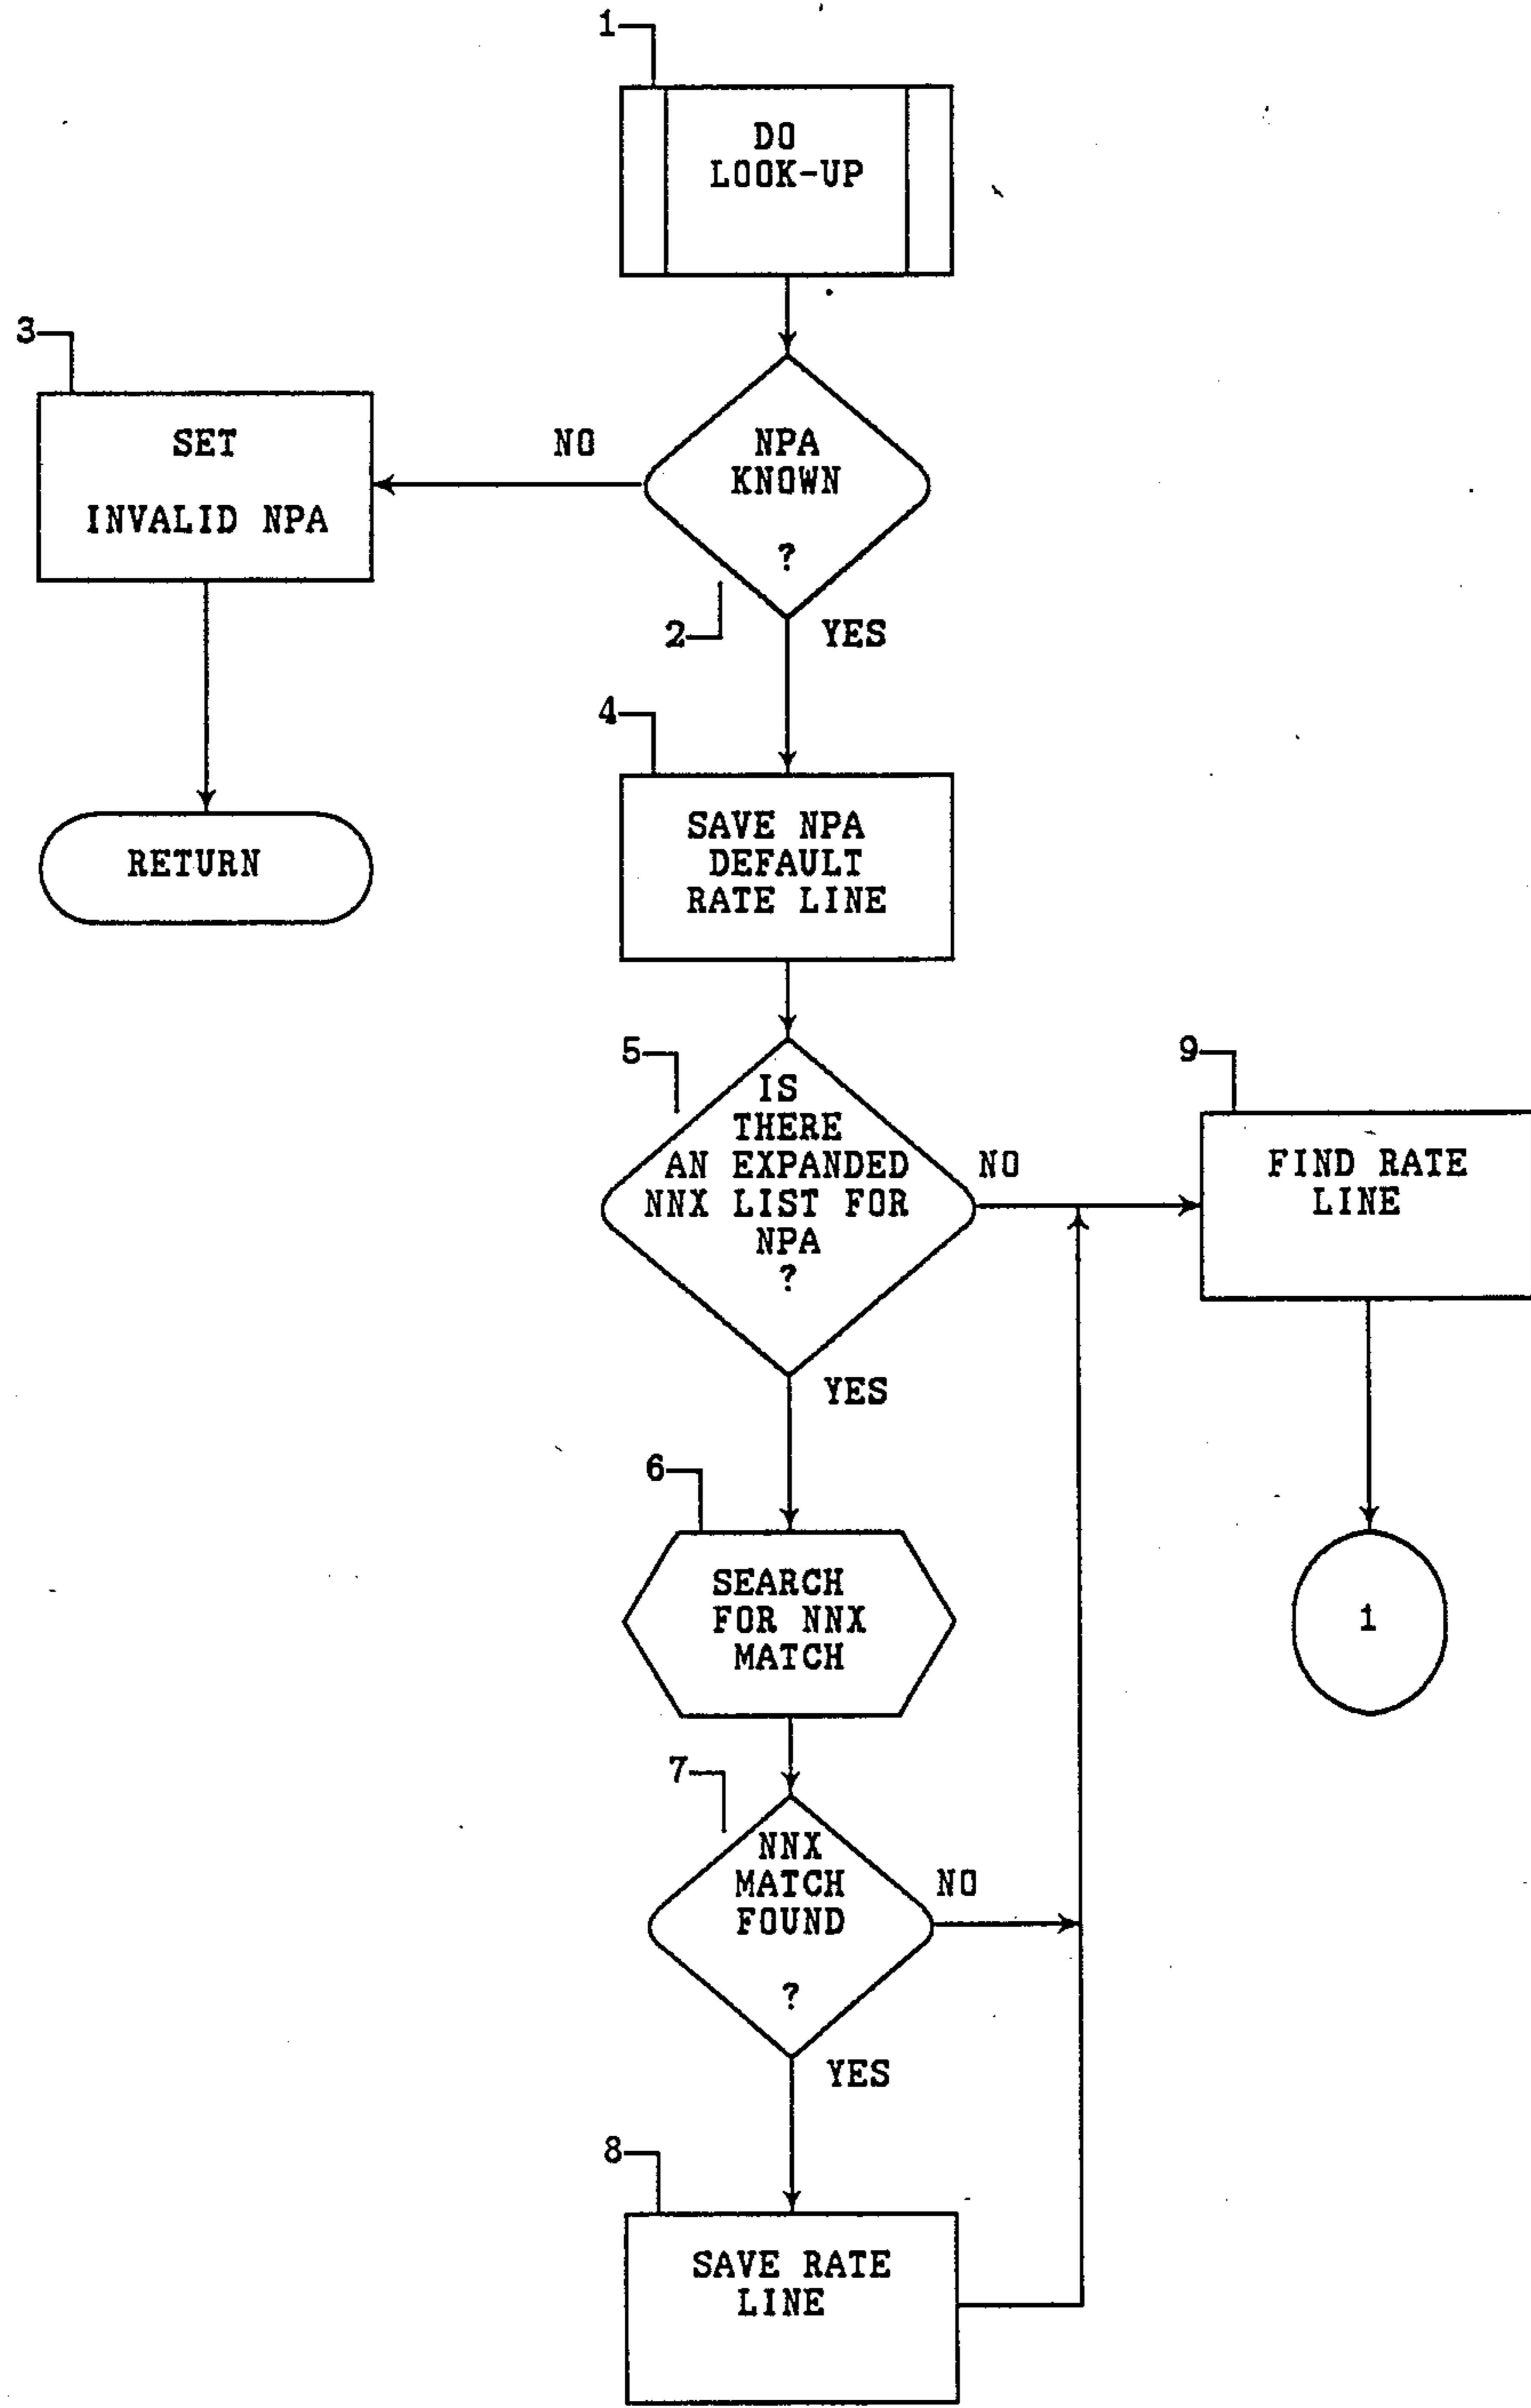 1
DO
LOOK-UP
3
SET
INVALID NPA
NO
NPA
KNOWN
?
2
YES
RETURN
4
SAVE NPA
DEFAULT
RATE LINE
5
IS
THERE
AN EXPANDED
NNX LIST FOR
NPA
?
NO
YES
9
FIND RATE
LINE
1
6
SEARCH
FOR NNX
MATCH
7
NNX
MATCH
FOUND
?
NO
YES
8
SAVE RATE
LINE